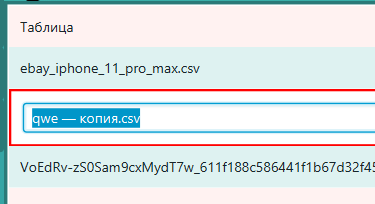 Таблица
ebay_iphone_11_pro_max.csv
qwe — копия.csv
VoEdRv-zS0Sam9cxMydT7w_611f188c586441f1b67d32f45